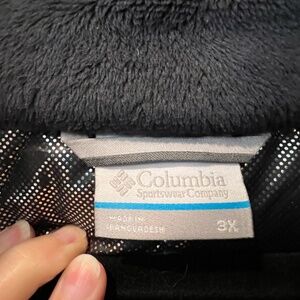 Columbia
Sportswear Company
MADE IN
BANGLADESH
3X